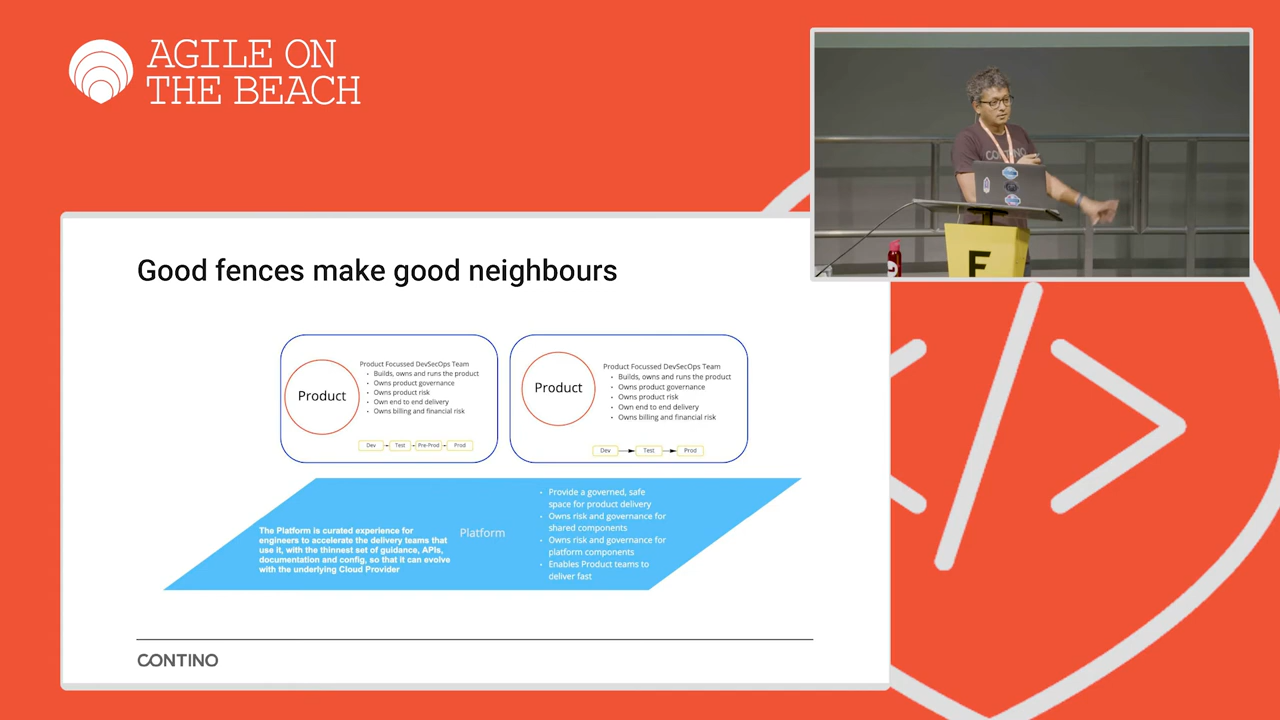 AGILE ON
THE BEACH
CONTINO
F
Good fences make good neighbours
Product
Product Focussed DevSecOps Team
• Builds, owns and runs the product
• Owns product governance
• Owns product risk
• Own end to end delivery
• Owns billing and financial risk
Dev Test Pre-Prod Prod
Product
Product Focussed DevSecOps Team
• Builds, owns and runs the product
• Owns product governance
• Owns product risk
• Own end to end delivery
• Owns billing and financial risk
Dev Test Prod
The Platform is curated experience for
engineers to accelerate the delivery teams that
use it, with the thinnest set of guidance, APIs,
documentation and config, so that it can evolve
with the underlying Cloud Provider
Platform
• Provide a governed, safe
space for product delivery
• Owns risk and governance for
shared components
• Owns risk and governance for
platform components
• Enables Product teams to
deliver fast
CONTINO